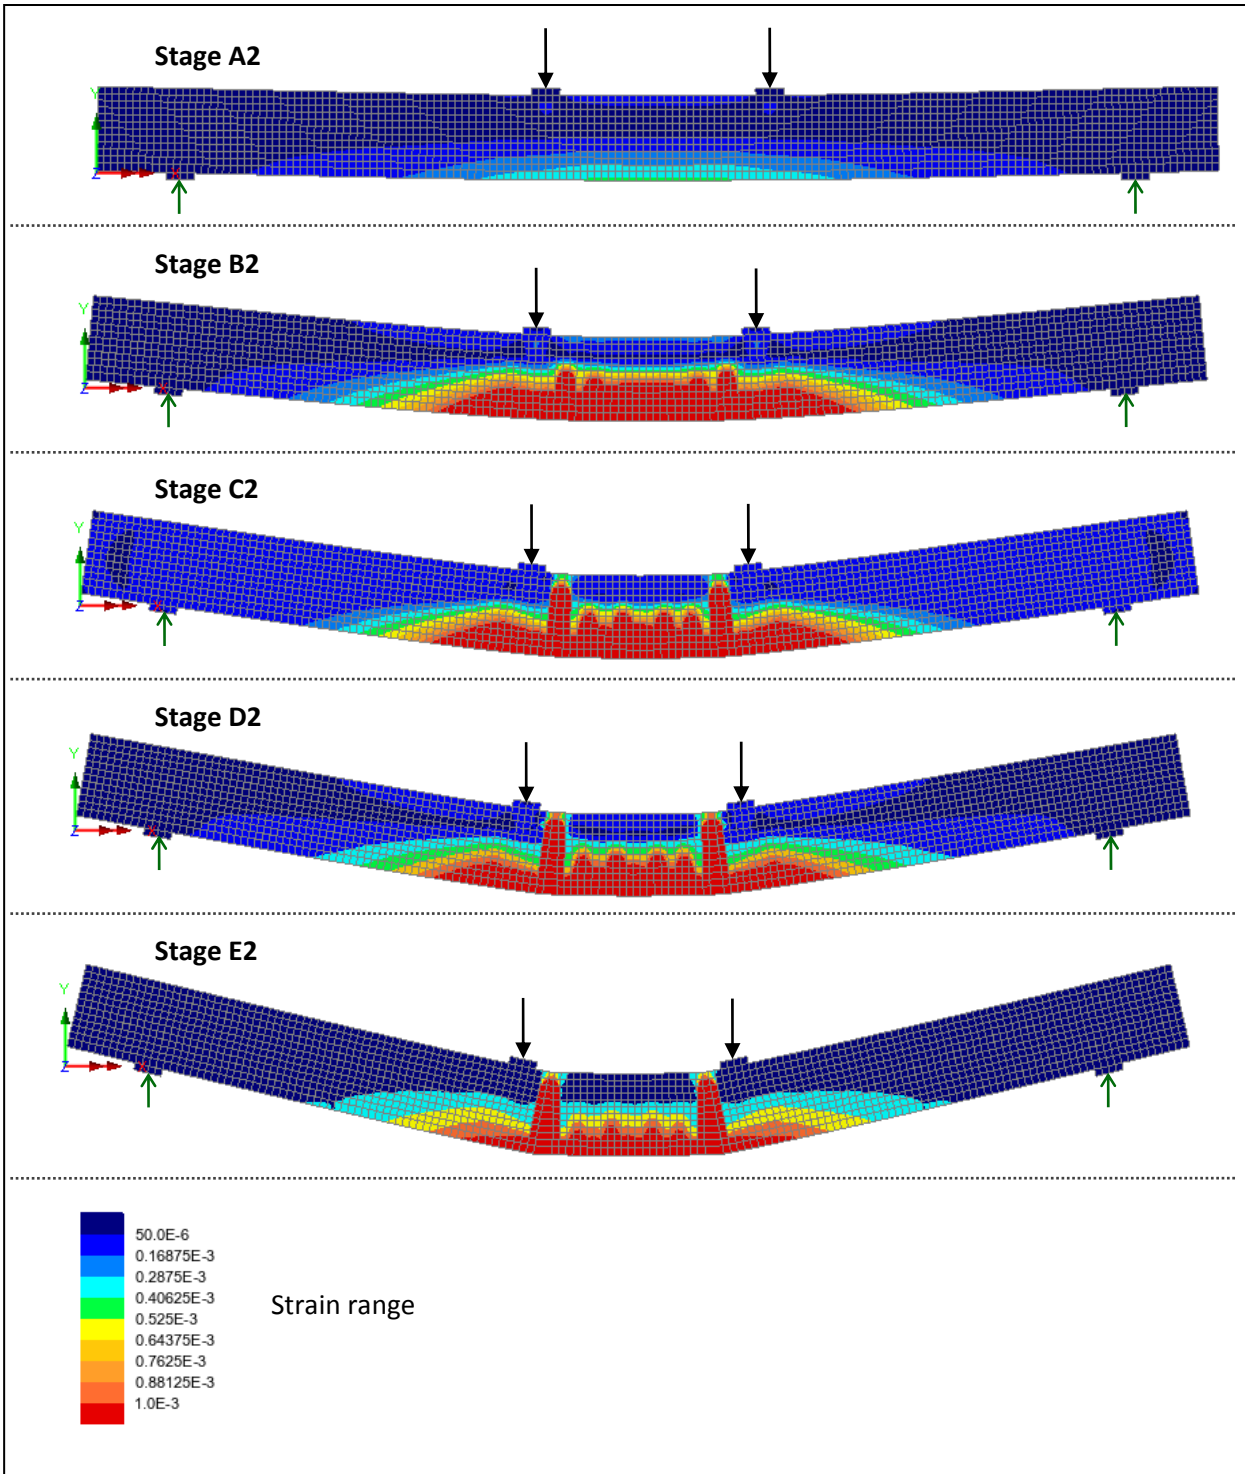 Stage A2
Y
Z
X
Stage B2
Y
Z
X
Stage C2
Y
Z
X
Stage D2
Y
Z
X
Stage E2
Y
Z
X
50.0E-6
0.16875E-3
0.2875E-3
0.40625E-3
0.525E-3
0.64375E-3
0.7625E-3
0.88125E-3
1.0E-3
Strain range